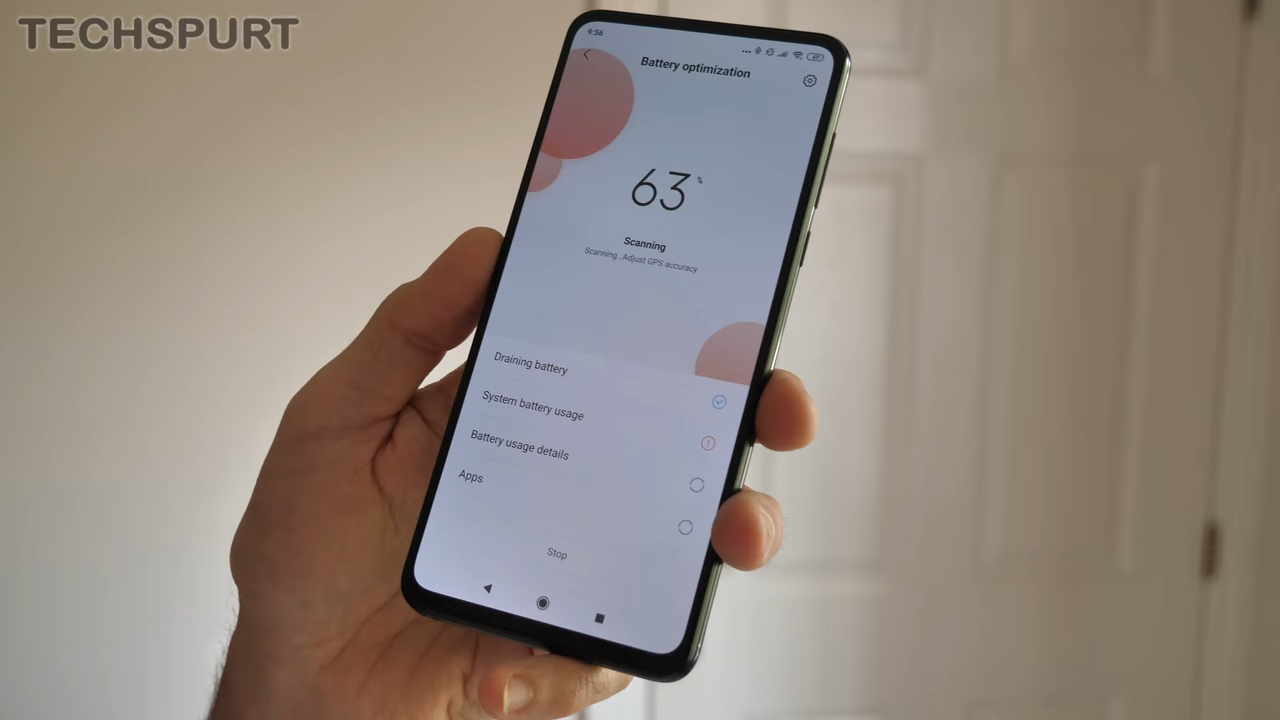 TECHSPURT
9:56
Battery optimization
63%
Scanning
Scanning...Adjust GPS accuracy
Draining battery
System battery usage
Battery usage details
Apps
Stop